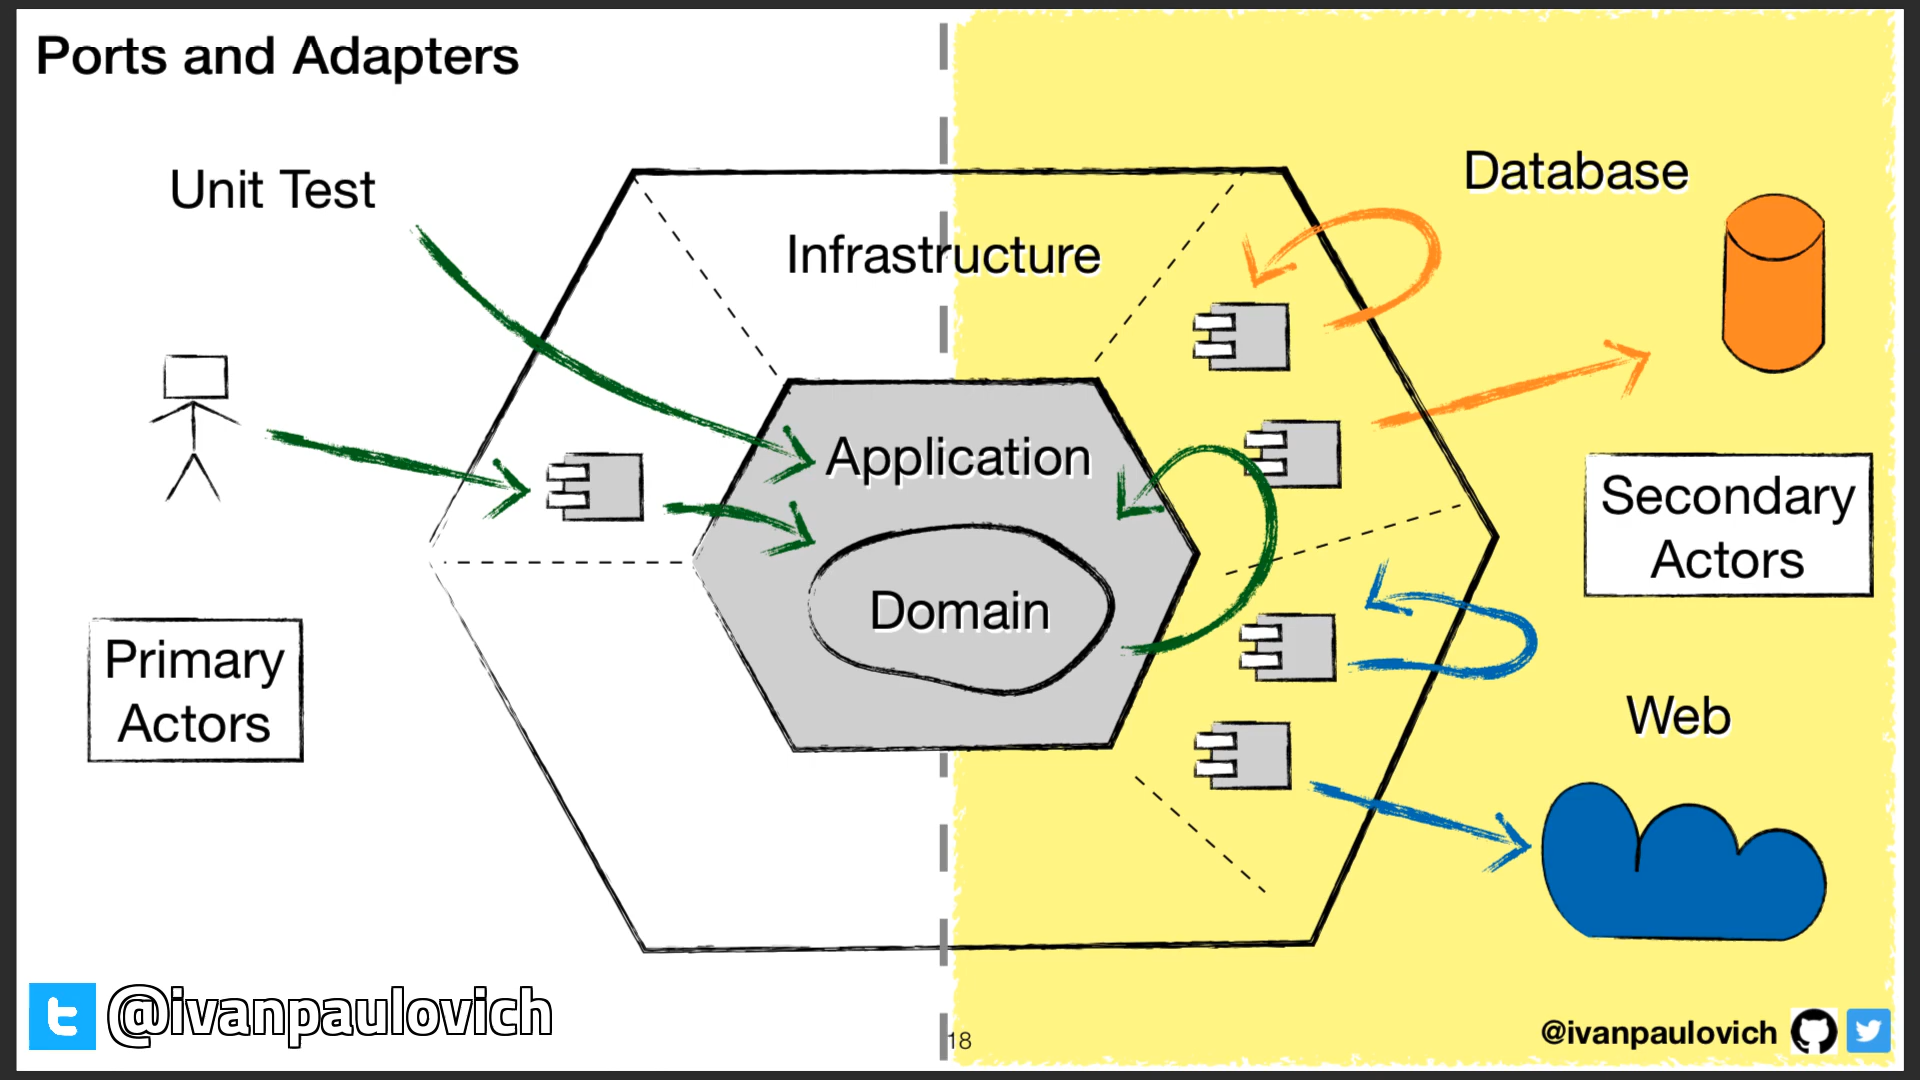 Ports and Adapters
Unit Test
Database
Infrastructure
Application
Secondary
Actors
Domain
Primary
Actors
Web
@ivanpaulovich
18
@ivanpaulovich